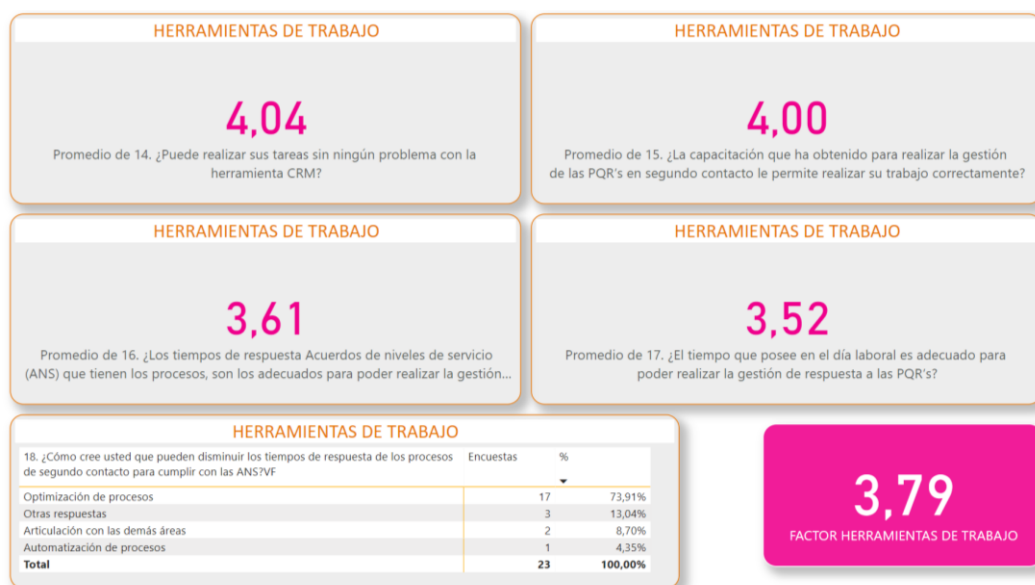 HERRAMIENTAS DE TRABAJO
4,04
Promedio de 14. ¿Puede realizar sus tareas sin ningún problema con la
herramienta CRM?
HERRAMIENTAS DE TRABAJO
4,00
Promedio de 15. ¿La capacitación que ha obtenido para realizar la gestión
de las PQR's en segundo contacto le permite realizar su trabajo correctamente?
HERRAMIENTAS DE TRABAJO
3,61
Promedio de 16. ¿Los tiempos de respuesta Acuerdos de niveles de servicio
(ANS) que tienen los procesos, son los adecuados para poder realizar la gestión...
HERRAMIENTAS DE TRABAJO
3,52
Promedio de 17. ¿El tiempo que posee en el día laboral es adecuado para
poder realizar la gestión de respuesta a las PQR's?
HERRAMIENTAS DE TRABAJO
18. ¿Cómo cree usted que pueden disminuir los tiempos de respuesta de los procesos Encuestas %
de segundo contacto para cumplir con las ANS?VF
Optimización de procesos 17 73,91%
Otras respuestas 3 13,04%
Articulación con las demás áreas 2 8,70%
Automatización de procesos 1 4,35%
Total 23 100,00%
3,79
FACTOR HERRAMIENTAS DE TRABAJO